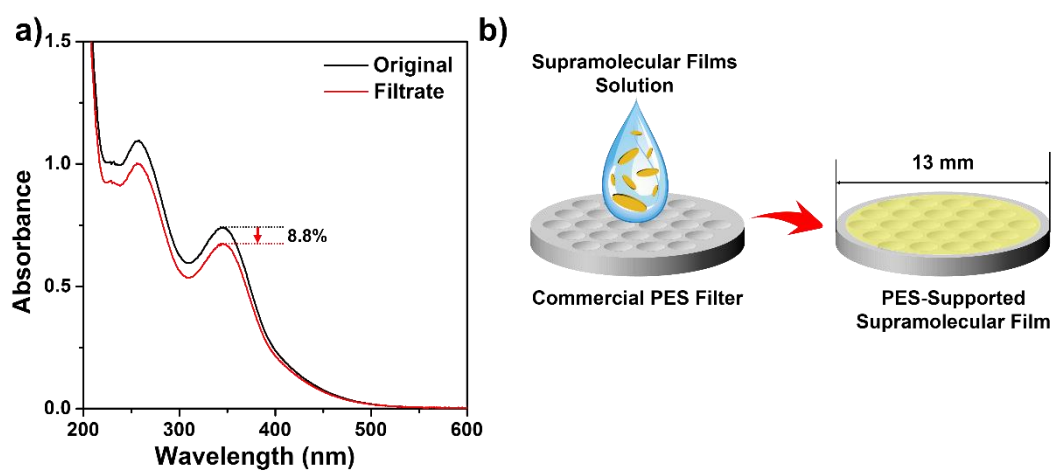 a)
1.5
1.0
0.5
0.0
Absorbance
200
300
400
500
600
Wavelength (nm)
Original
Filtrate
8.8%
b)
Supramolecular Films
Solution
Commercial PES Filter
13 mm
PES-Supported
Supramolecular Film